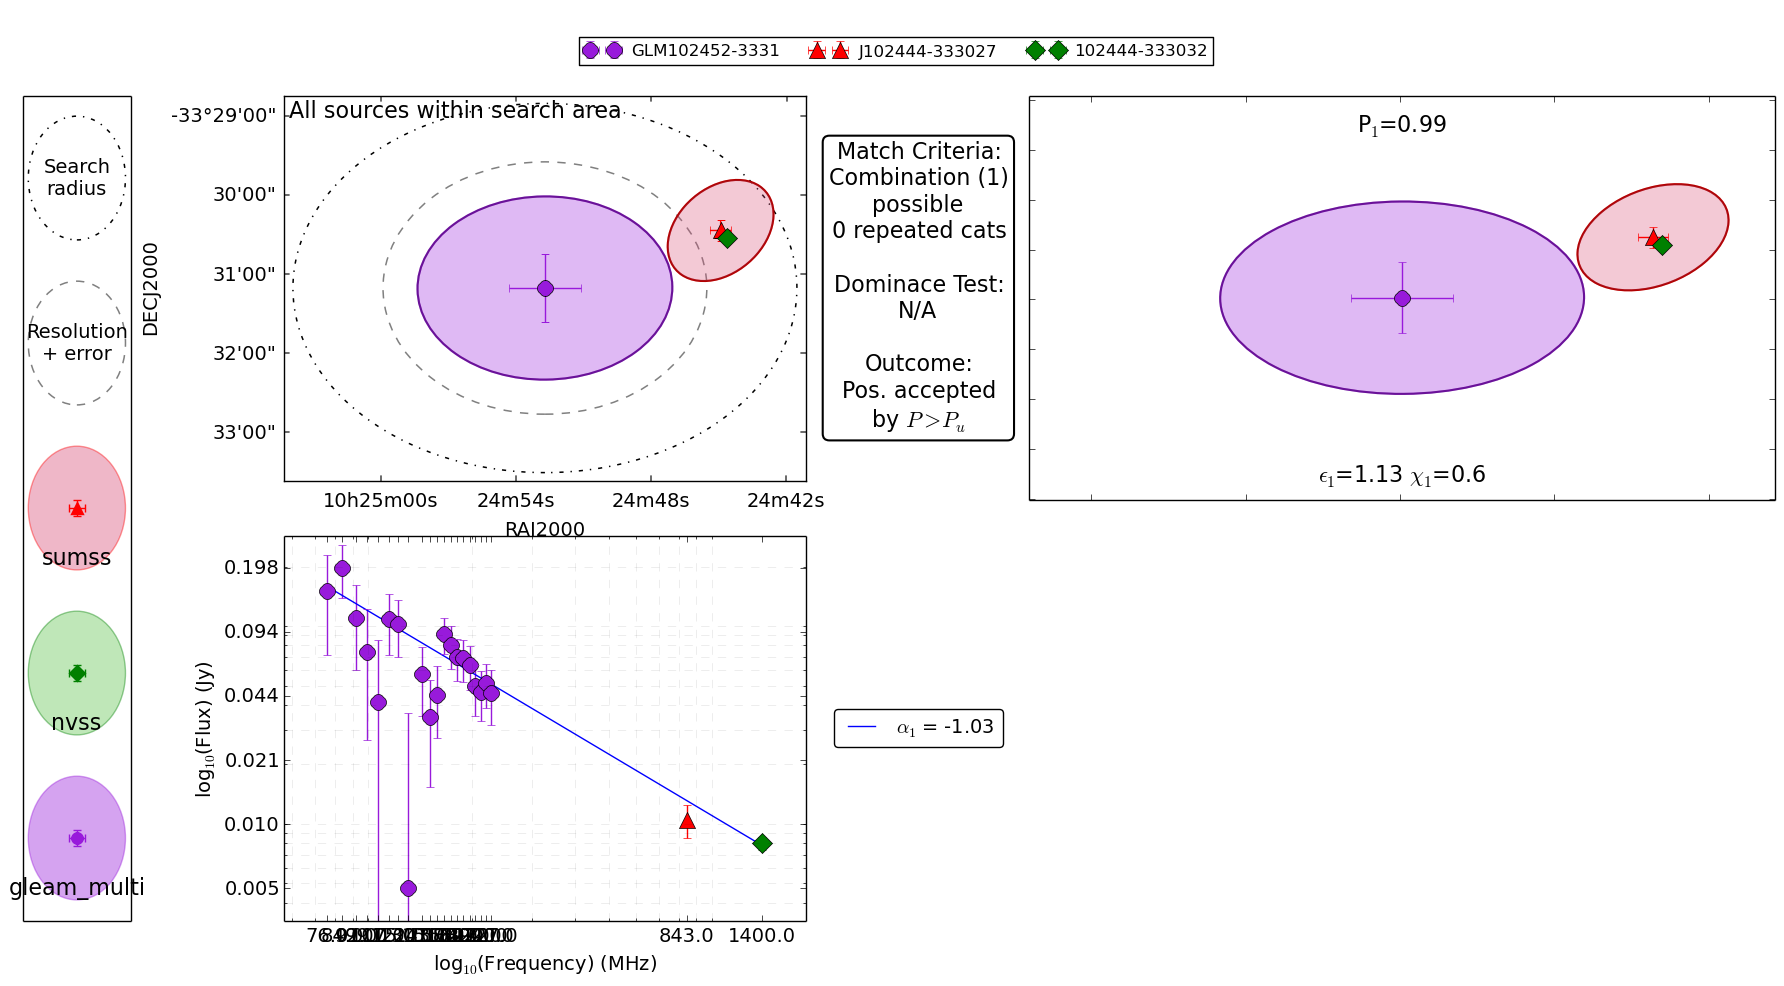 GLM102452-3331 J102444-333027 102444-333032
Search
radius
Resolution
+ error
sumss
nvss
gleam_multi
All sources within search area
-33°29'00"
30'00"
31'00"
32'00"
33'00"
DECJ2000
10h25m00s 24m54s 24m48s 24m42s
RAJ2000
Match Criteria:
Combination (1)
possible
0 repeated cats
Dominace Test:
N/A
Outcome:
Pos. accepted
by P>Pu
P1=0.99
ϵ1=1.13 χ1=0.6
0.198
0.094
0.044
0.021
0.010
0.005
log10(Flux) (Jy)
843.0 1400.0
log10(Frequency) (MHz)
α1 = -1.03